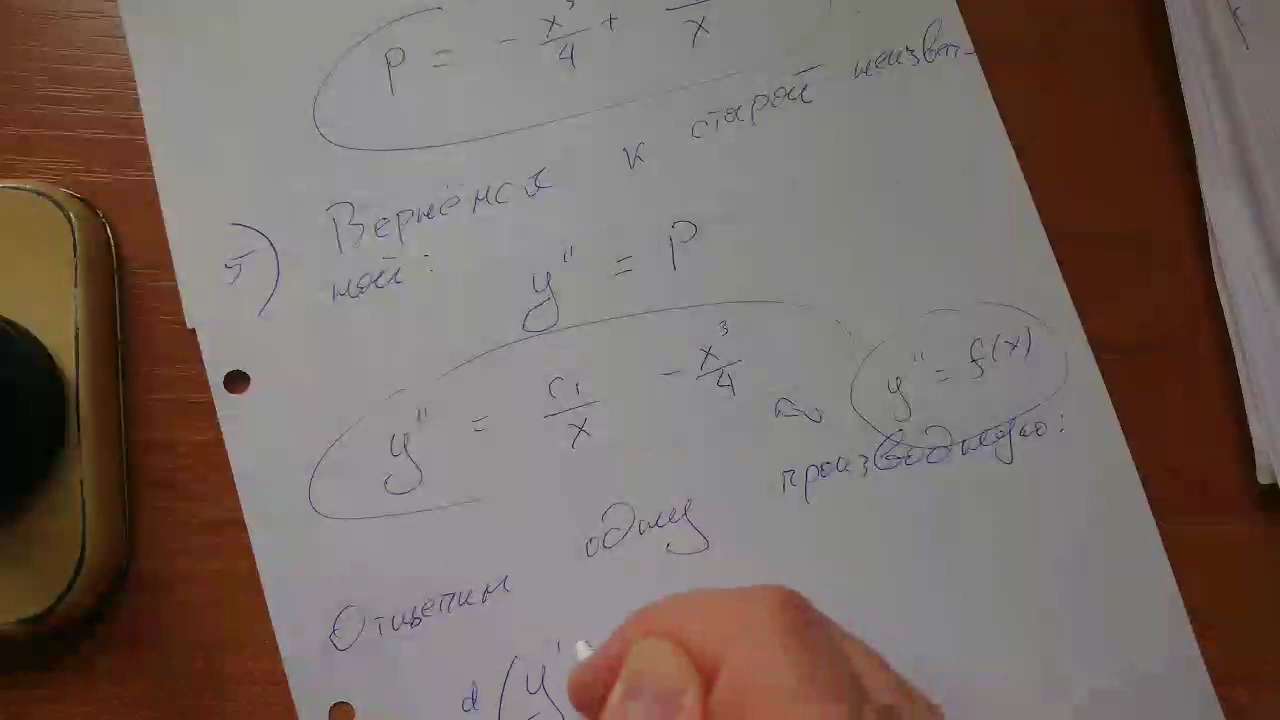 p = - x³/4 + /x
5) Вернёмся к старой неизвест-
ной: y'' = p
y'' = C₁/x - x³/4 y'' = f(x)
Отщепим одну производную:
d (y'